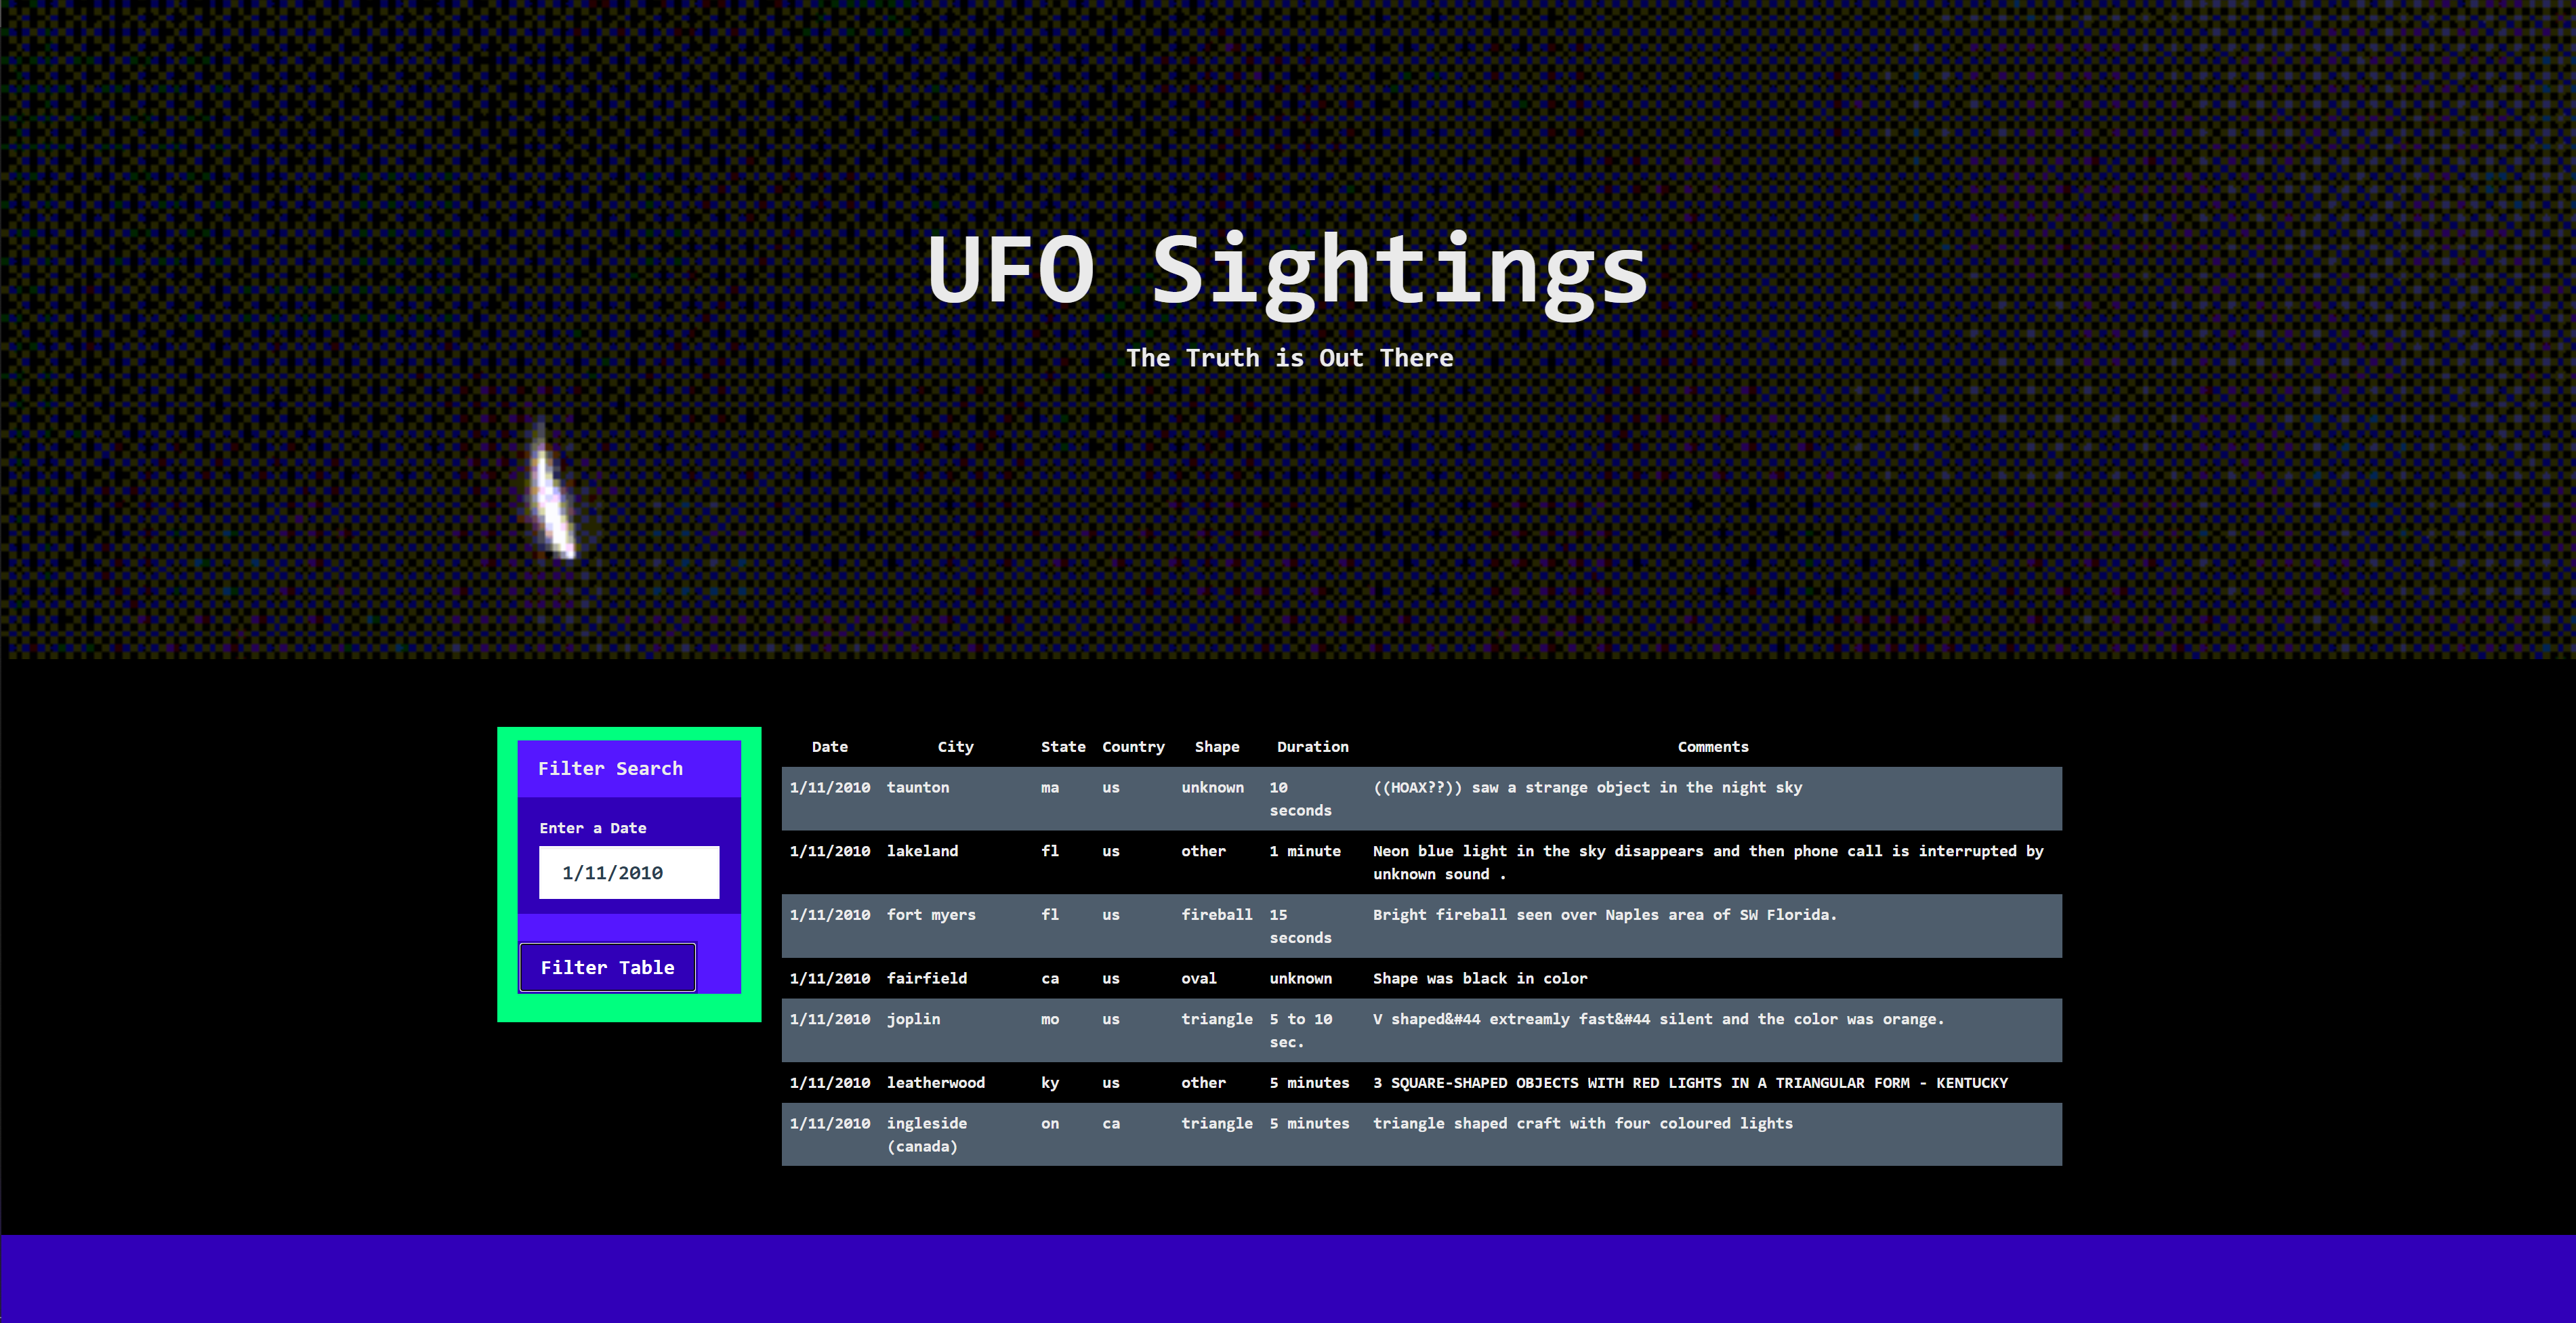 UFO Sightings
The Truth is Out There
Filter Search
Enter a Date
1/11/2010
Filter Table
Date City State Country Shape Duration Comments
1/11/2010 taunton ma us unknown 10 seconds ((HOAX??)) saw a strange object in the night sky
1/11/2010 lakeland fl us other 1 minute Neon blue light in the sky disappears and then phone call is interrupted by unknown sound .
1/11/2010 fort myers fl us fireball 15 seconds Bright fireball seen over Naples area of SW Florida.
1/11/2010 fairfield ca us oval unknown Shape was black in color
1/11/2010 joplin mo us triangle 5 to 10 sec. V shaped&#44 extreamly fast&#44 silent and the color was orange.
1/11/2010 leatherwood ky us other 5 minutes 3 SQUARE-SHAPED OBJECTS WITH RED LIGHTS IN A TRIANGULAR FORM - KENTUCKY
1/11/2010 ingleside (canada) on ca triangle 5 minutes triangle shaped craft with four coloured lights